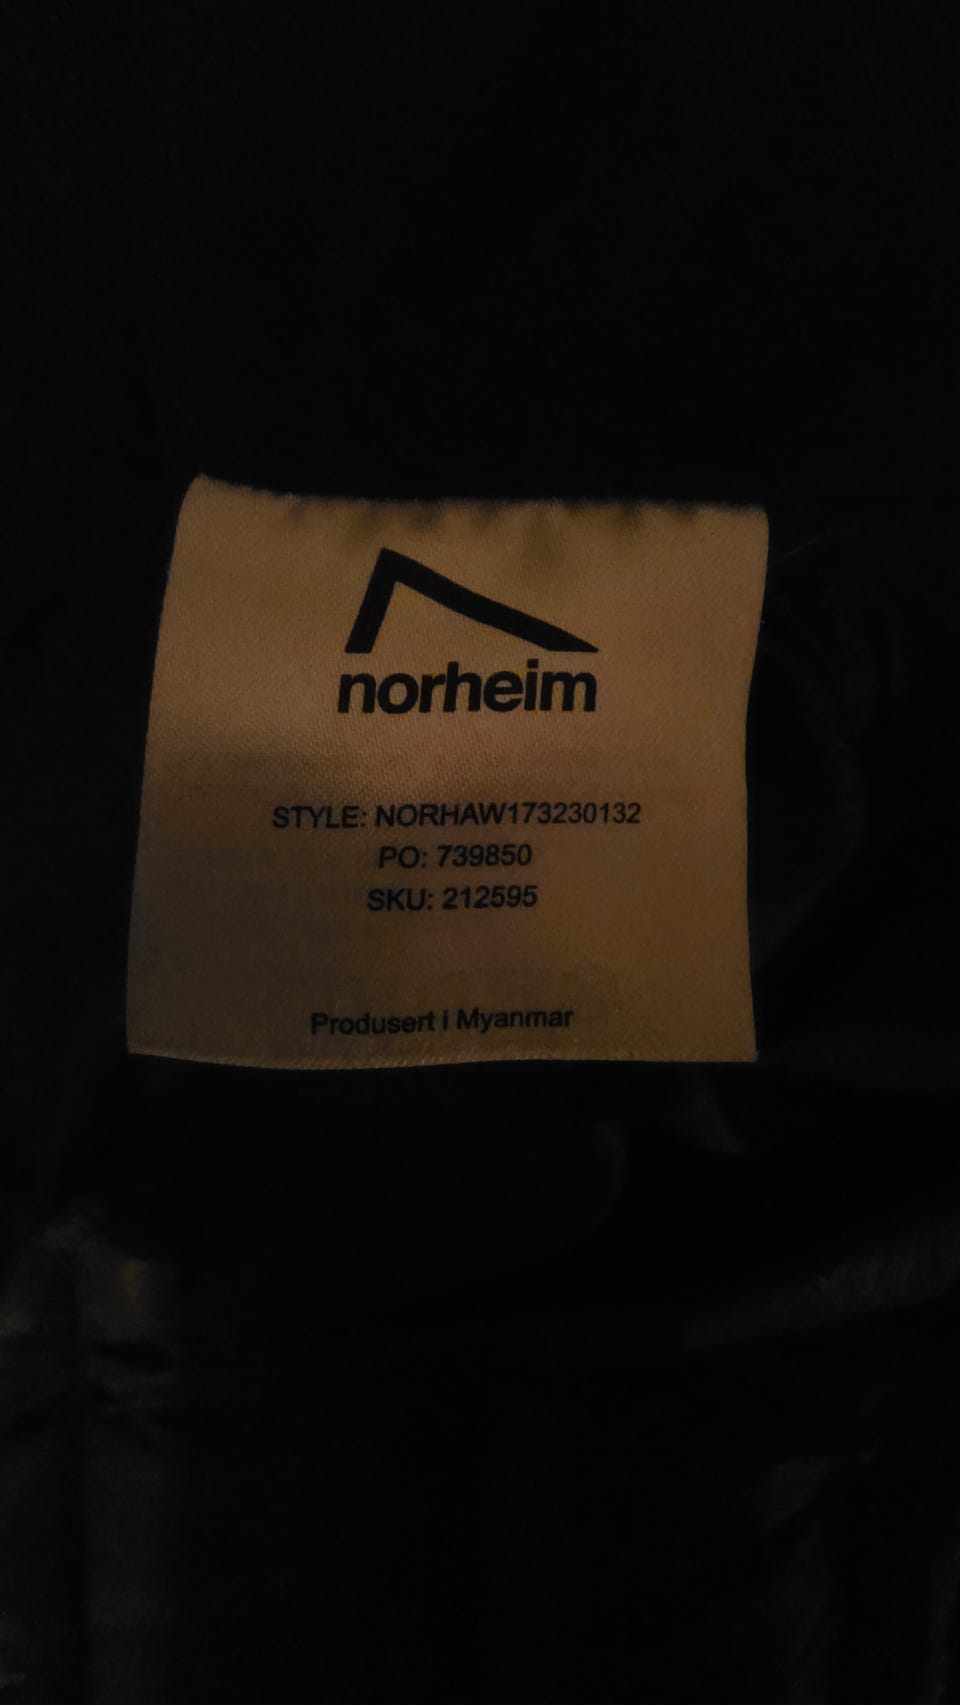 norheim
STYLE: NORHAW173230132
PO: 739850
SKU: 212595
Produsert i Myanmar